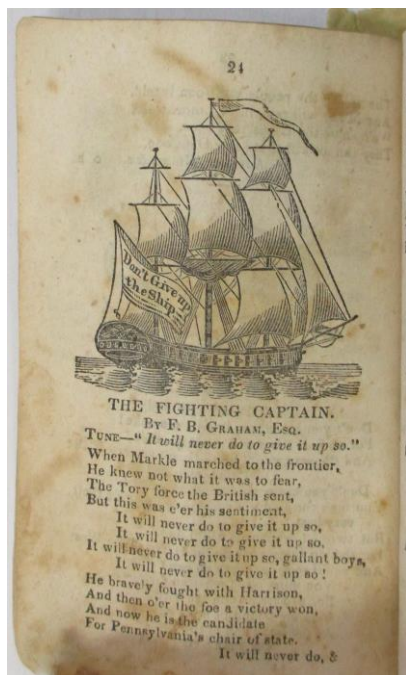 24
Don't Give up
the Ship
THE FIGHTING CAPTAIN.
BY F. B. GRAHAM, ESQ.
TUNE—"It will never do to give it up so."
When Markle marched to the frontier,
He knew not what it was to fear,
The Tory force the British sent,
But this was e'er his sentiment,
It will never do to give it up so,
It will never do to give it up so,
It will never do to give it up so, gallant boys,
It will never do to give it up so!
He bravely fought with Harrison,
And then o'er the foe a victory won,
And now he is the candidate
For Pennsylvania's chair of state.
It will never do, &